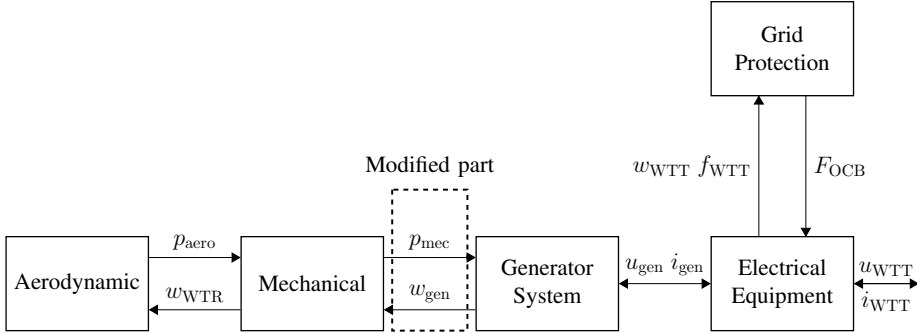 Grid
Protection
w_WTT f_WTT
F_OCB
Modified part
Aerodynamic
p_aero
w_WTR
Mechanical
p_mec
w_gen
Generator
System
u_gen i_gen
Electrical
Equipment
u_WTT
i_WTT